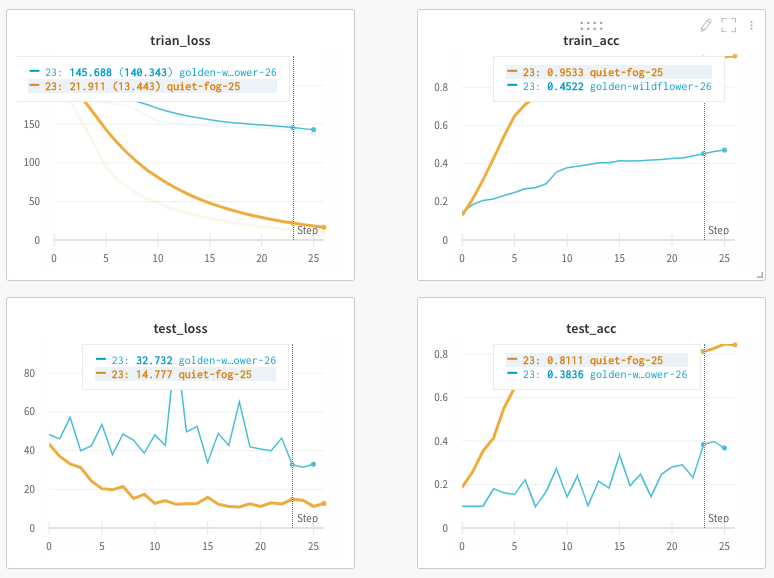 trian_loss
23: 145.688 (140.343) golden-w…ower-26
23: 21.911 (13.443) quiet-fog-25
150
100
50
0
Step
0 5 10 15 20 25
train_acc
23: 0.9533 quiet-fog-25
23: 0.4522 golden-wildflower-26
0.8
0.6
0.4
0.2
0
Step
0 5 10 15 20 25
test_loss
23: 32.732 golden-w…ower-26
23: 14.777 quiet-fog-25
80
60
40
20
0
Step
0 5 10 15 20 25
test_acc
23: 0.8111 quiet-fog-25
23: 0.3836 golden-w…ower-26
0.8
0.6
0.4
0.2
0
Step
0 5 10 15 20 25